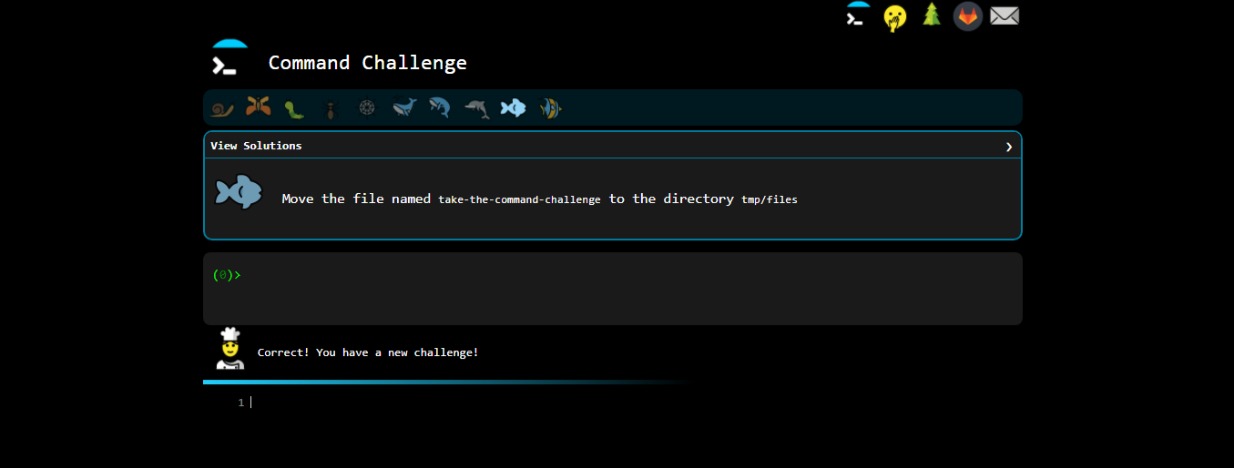 Command Challenge
View Solutions
Move the file named take-the-command-challenge to the directory tmp/files
(0)>
Correct! You have a new challenge!
1